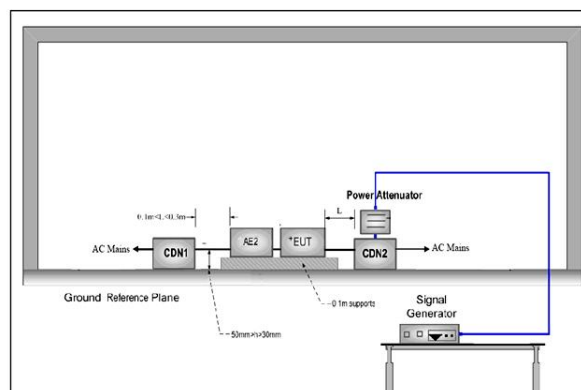 Power Attenuator
0.1m<L<0.3m
L
AE2
*EUT
AC Mains
CDN1
CDN2
AC Mains
Ground Reference Plane
0.1m supports
50mm>h>30mm
Signal
Generator